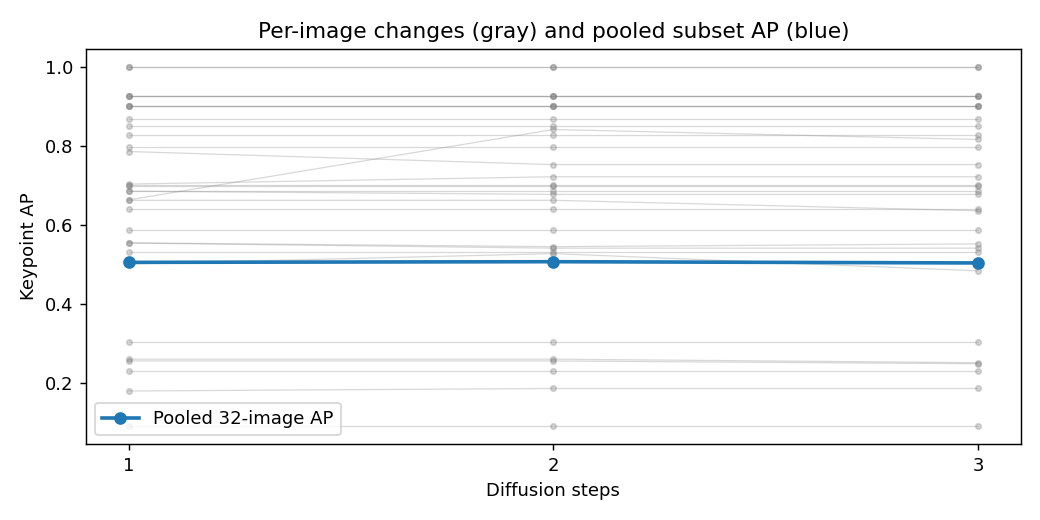 Per-image changes (gray) and pooled subset AP (blue)
Keypoint AP
1.0
0.8
0.6
0.4
0.2
Pooled 32-image AP
1 2 3
Diffusion steps